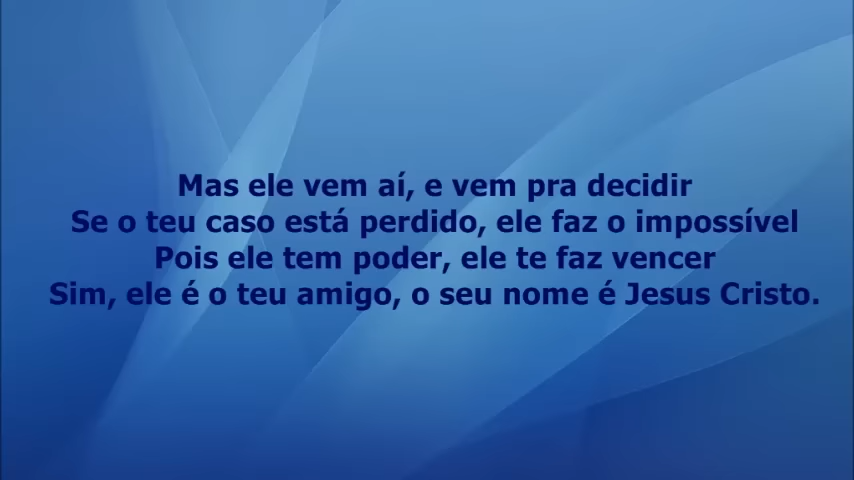 Mas ele vem aí, e vem pra decidir
Se o teu caso está perdido, ele faz o impossível
Pois ele tem poder, ele te faz vencer
Sim, ele é o teu amigo, o seu nome é Jesus Cristo.